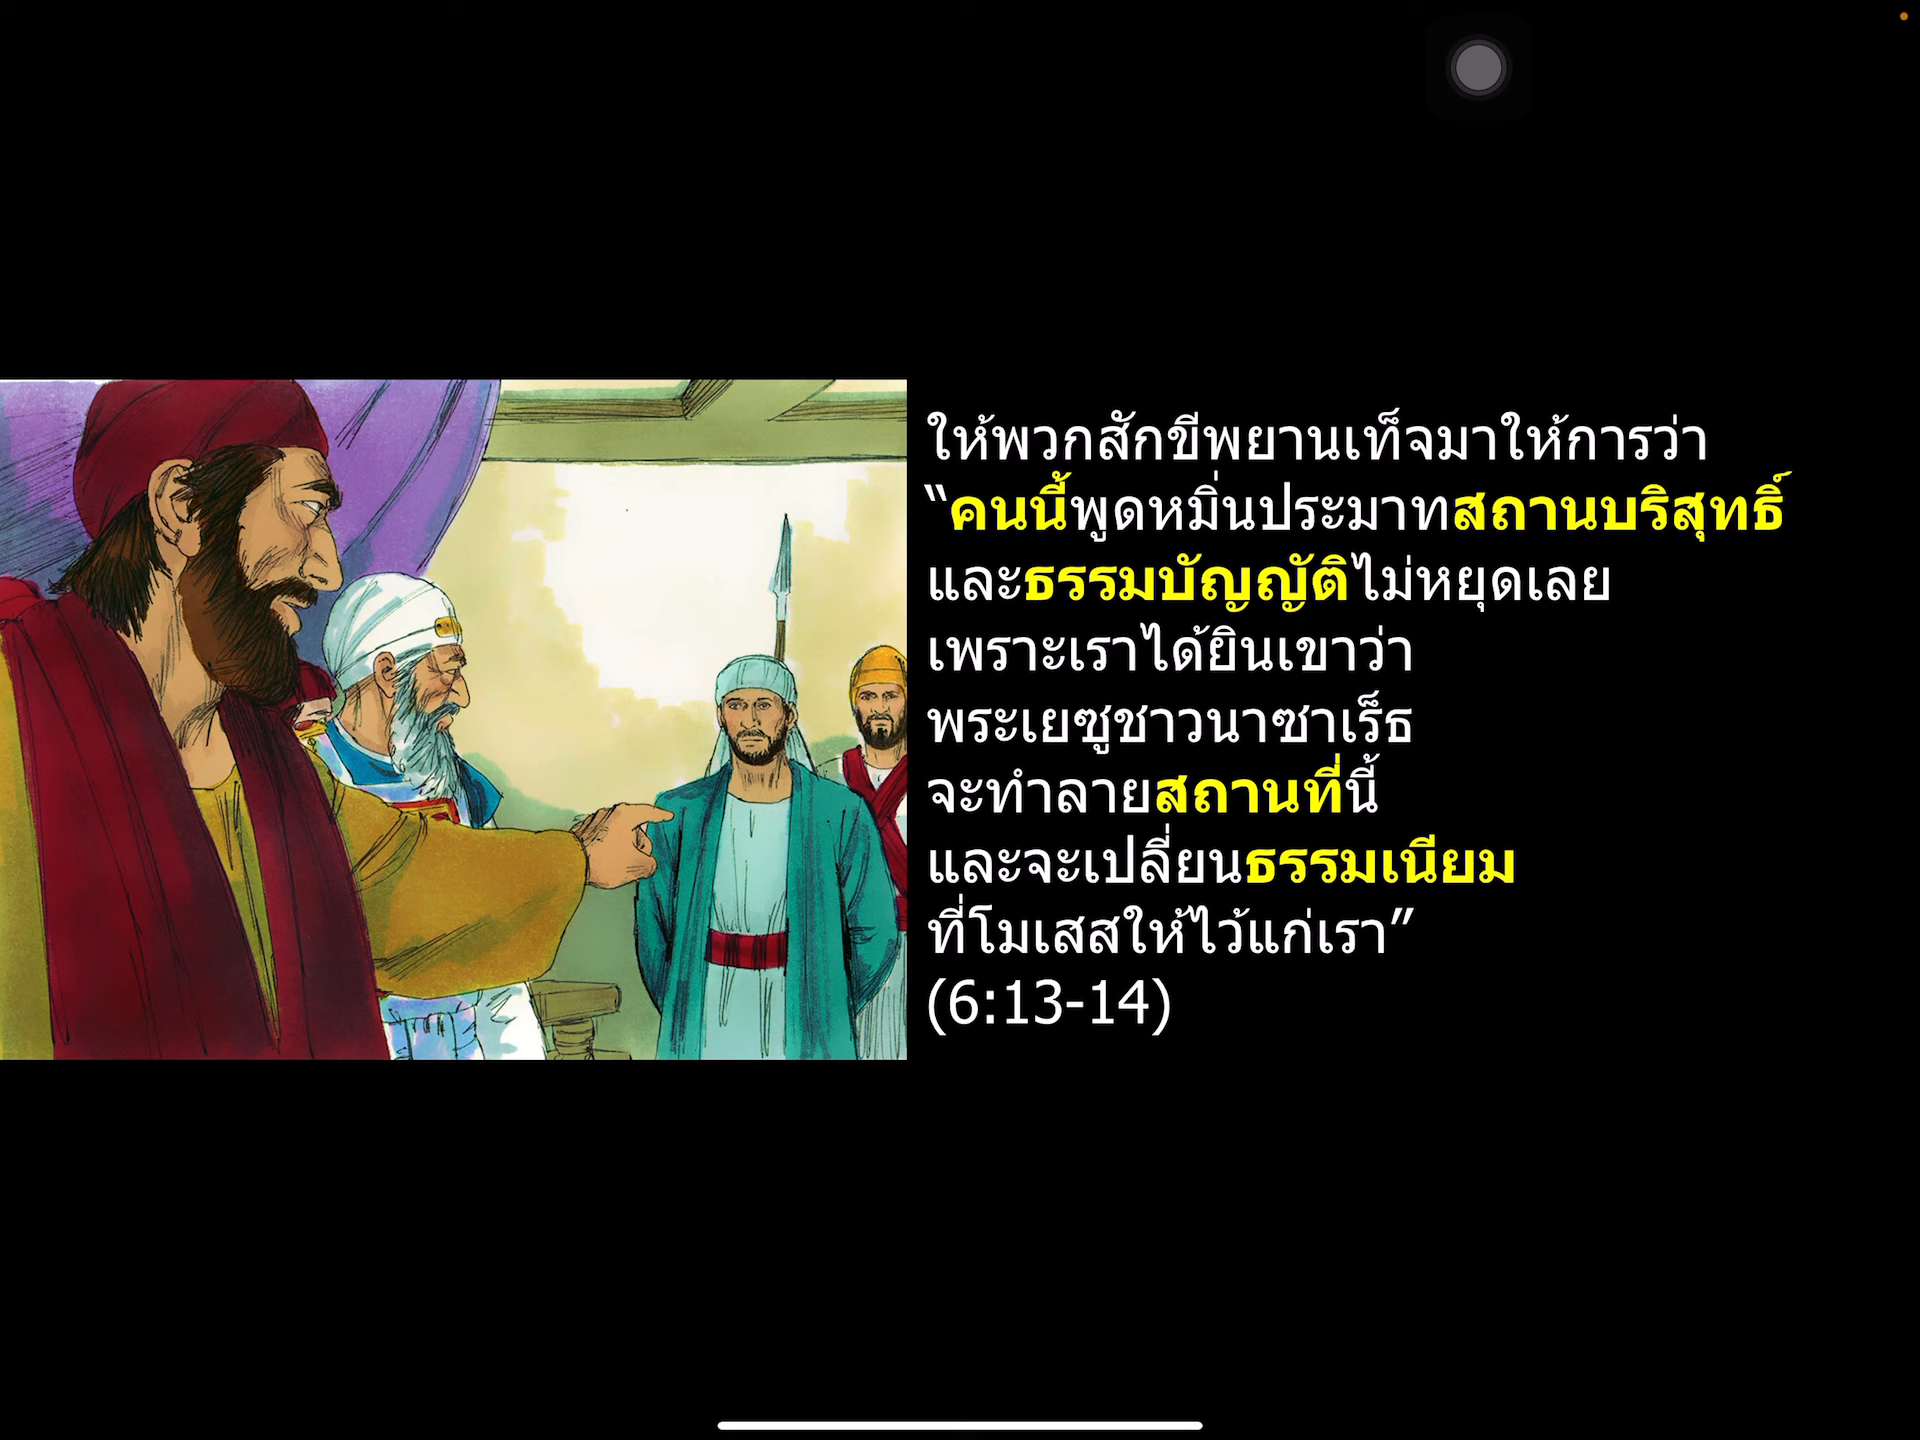 ให้พวกสักขีพยานเท็จมาให้การว่า
“คนนี้พูดหมิ่นประมาทสถานบริสุทธิ์
และธรรมบัญญัติไม่หยุดเลย
เพราะเราได้ยินเขาว่า
พระเยซูชาวนาซาเร็ธ
จะทำลายสถานที่นี้
และจะเปลี่ยนธรรมเนียม
ที่โมเสสให้ไว้แก่เรา”
(6:13-14)